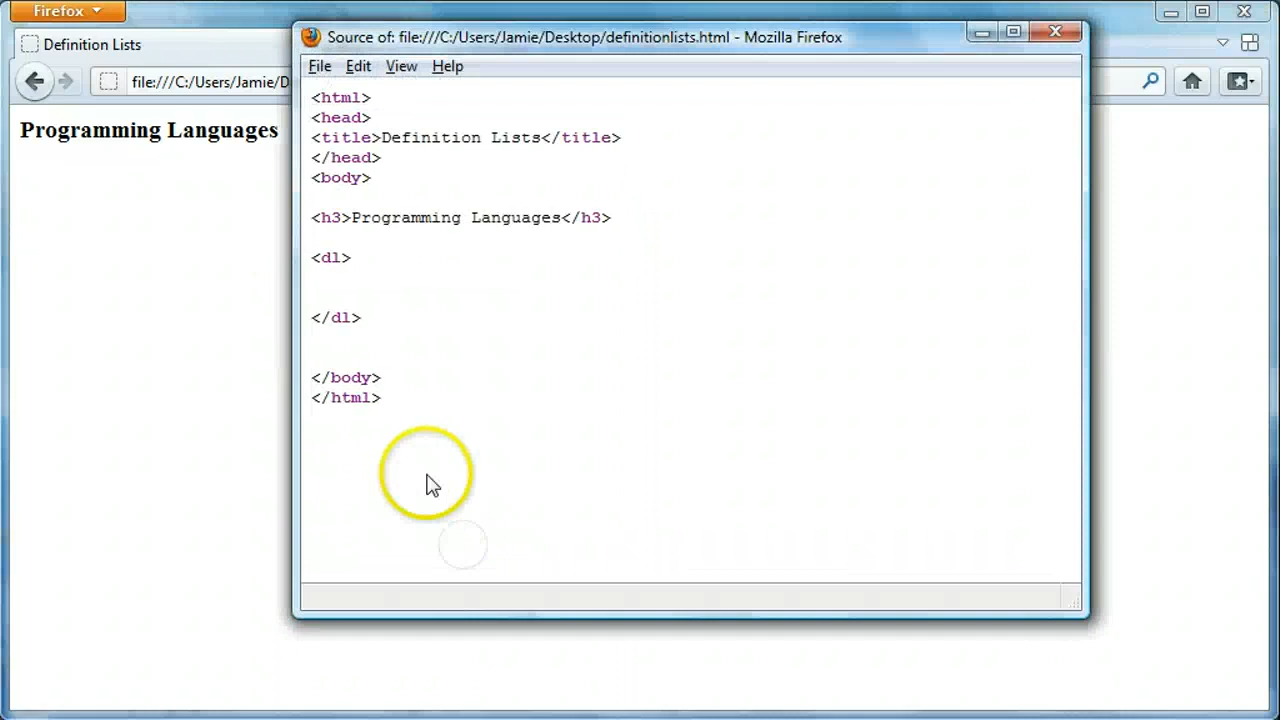 Firefox
Definition Lists
file:///C:/Users/Jamie/D
Programming Languages
Source of: file:///C:/Users/Jamie/Desktop/definitionlists.html - Mozilla Firefox
File Edit View Help
<html>
<head>
<title>Definition Lists</title>
</head>
<body>
<h3>Programming Languages</h3>
<dl>
</dl>
</body>
</html>